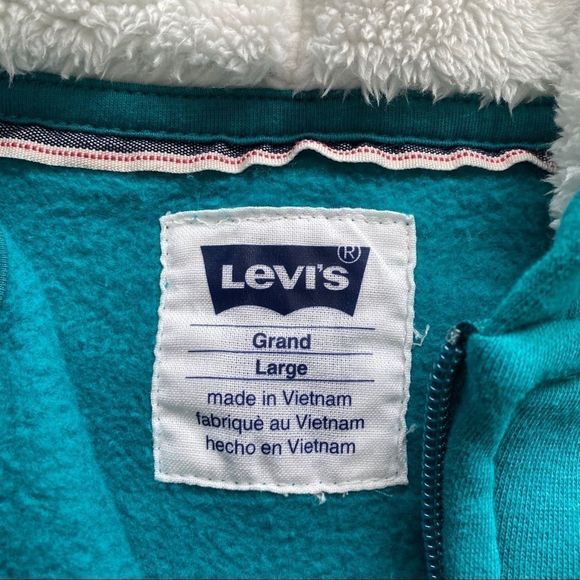 Levi's ®
Grand
Large
made in Vietnam
fabriquè au Vietnam
hecho en Vietnam